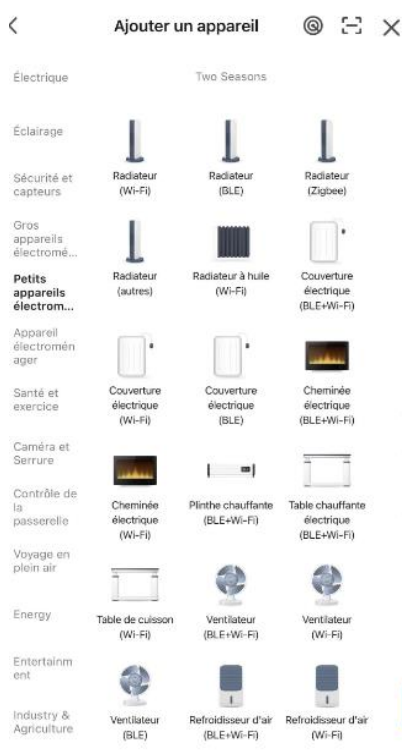 Ajouter un appareil
Électrique
Éclairage
Sécurité et
capteurs
Gros
appareils
électromé...
Petits
appareils
électrom...
Appareil
électromén
ager
Santé et
exercice
Caméra et
Serrure
Contrôle de
la
passerelle
Voyage en
plein air
Energy
Entertainm
ent
Industry &
Agriculture
Two Seasons
Radiateur
(Wi-Fi)
Radiateur
(BLE)
Radiateur
(Zigbee)
Radiateur
(autres)
Radiateur à huile
(Wi-Fi)
Couverture
électrique
(BLE+Wi-Fi)
Couverture
électrique
(Wi-Fi)
Couverture
électrique
(BLE)
Cheminée
électrique
(BLE+Wi-Fi)
Cheminée
électrique
(Wi-Fi)
Plinthe chauffante
(BLE+Wi-Fi)
Table chauffante
électrique
(BLE+Wi-Fi)
Table de cuisson
(Wi-Fi)
Ventilateur
(BLE+Wi-Fi)
Ventilateur
(Wi-Fi)
Ventilateur
(BLE)
Refroidisseur d'air
(BLE+Wi-Fi)
Refroidisseur d'air
(Wi-Fi)